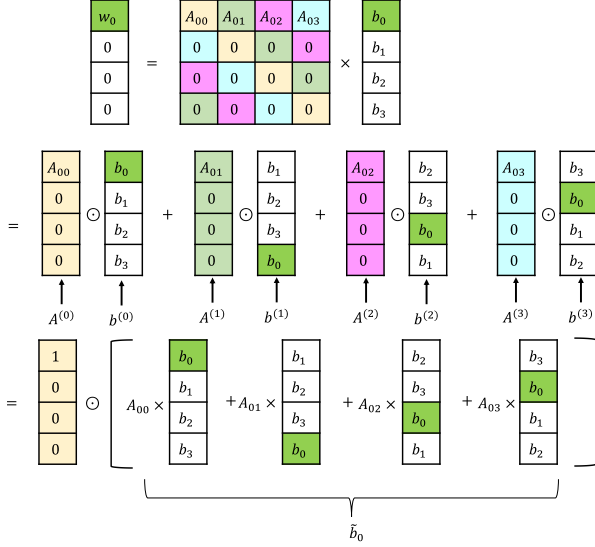 w₀ A₀₀ A₀₁ A₀₂ A₀₃ b₀
0 0 0 0 0 b₁
= ×
0 0 0 0 0 b₂
0 0 0 0 0 b₃
A₀₀ b₀ A₀₁ b₁ A₀₂ b₂ A₀₃ b₃
0 b₁ 0 b₂ 0 b₃ 0 b₀
= ⊙ + ⊙ + ⊙ + ⊙
0 b₂ 0 b₃ 0 b₀ 0 b₁
0 b₃ 0 b₀ 0 b₁ 0 b₂
A⁽⁰⁾ b⁽⁰⁾ A⁽¹⁾ b⁽¹⁾ A⁽²⁾ b⁽²⁾ A⁽³⁾ b⁽³⁾
1 b₀ b₁ b₂ b₃
0 b₁ b₂ b₃ b₀
= ⊙ A₀₀ × + A₀₁ × + A₀₂ × + A₀₃ ×
0 b₂ b₃ b₀ b₁
0 b₃ b₀ b₁ b₂
b̃₀